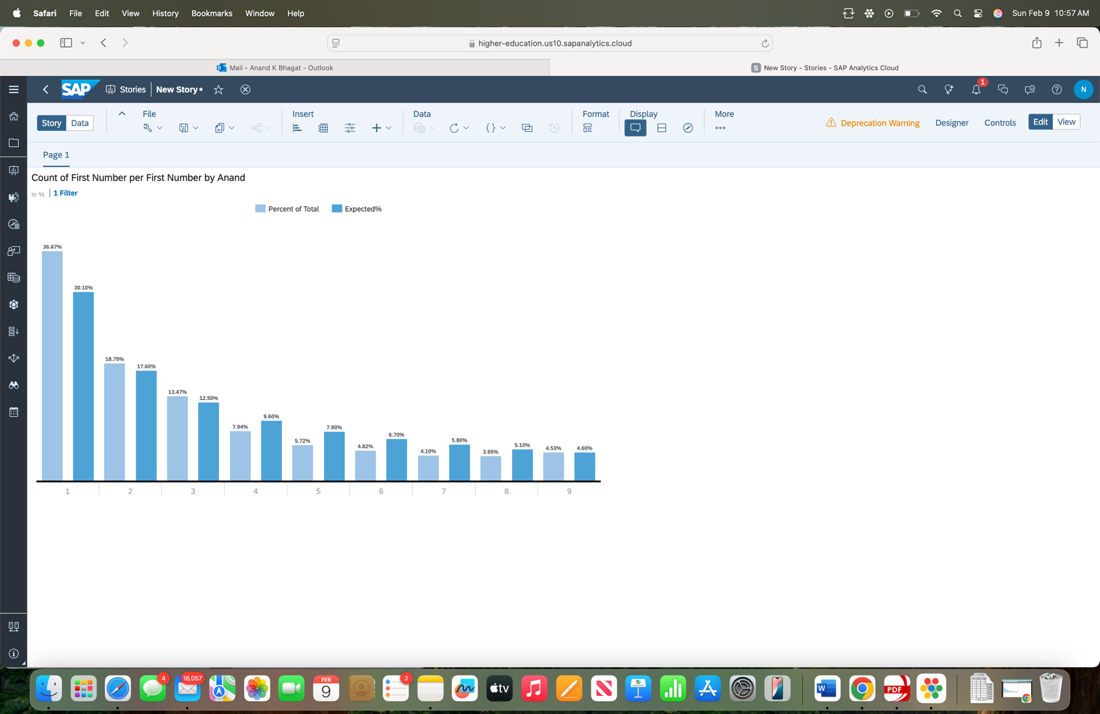 Safari File Edit View History Bookmarks Window Help
Sun Feb 9 10:57 AM
higher-education.us10.sapanalytics.cloud
Mail - Anand K Bhagat - Outlook
S New Story - Stories - SAP Analytics Cloud
SAP Stories New Story*
1
N
Story Data
File
Insert
Data
Format
Display
More
Deprecation Warning
Designer
Controls
Edit View
Page 1
Count of First Number per First Number by Anand
in % 1 Filter
Percent of Total Expected%
36.67%
30.10%
18.79%
17.60%
13.47%
12.50%
7.94%
9.60%
5.72%
7.90%
4.82%
6.70%
4.10%
5.80%
3.95%
5.10%
4.53%
4.60%
1 2 3 4 5 6 7 8 9
4
16,057
FEB
9
2
tv
W
PDF